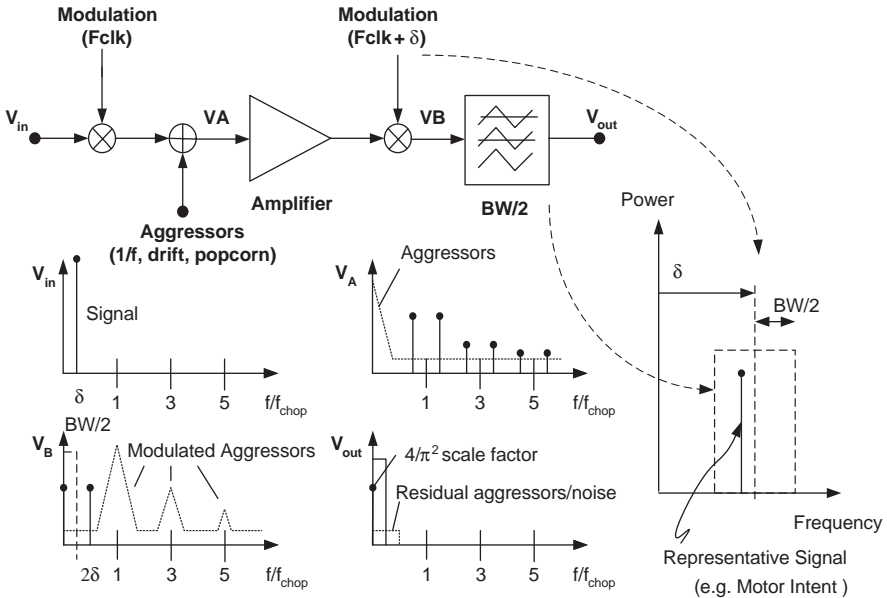 Modulation
(Fclk)
Modulation
(Fclk + δ)
V_in
VA
VB
V_out
Amplifier
BW/2
Aggressors
(1/f, drift, popcorn)
Power
δ
BW/2
Frequency
Representative Signal
(e.g. Motor Intent )
V_in
Signal
δ
1
3
5
f/f_chop
V_A
Aggressors
1
3
5
f/f_chop
V_B
BW/2
Modulated Aggressors
2δ
1
3
5
f/f_chop
V_out
4/π² scale factor
Residual aggressors/noise
1
3
5
f/f_chop